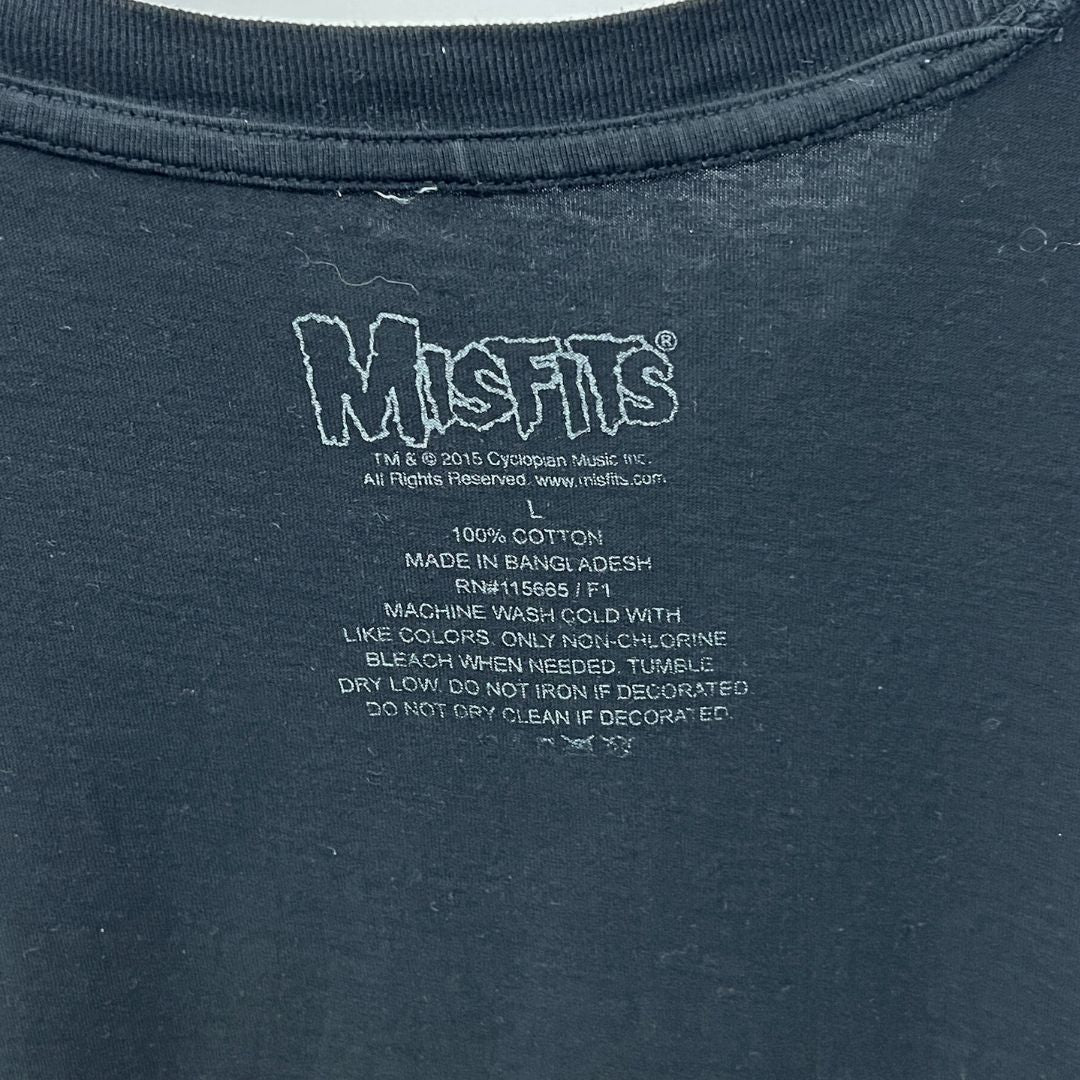 MISFITS®
TM & © 2015 Cyclopian Music Inc.
All Rights Reserved. www.misfits.com
L
100% COTTON
MADE IN BANGLADESH
RN#115665 / F1
MACHINE WASH COLD WITH
LIKE COLORS. ONLY NON-CHLORINE
BLEACH WHEN NEEDED. TUMBLE
DRY LOW. DO NOT IRON IF DECORATED
DO NOT DRY CLEAN IF DECORATED.